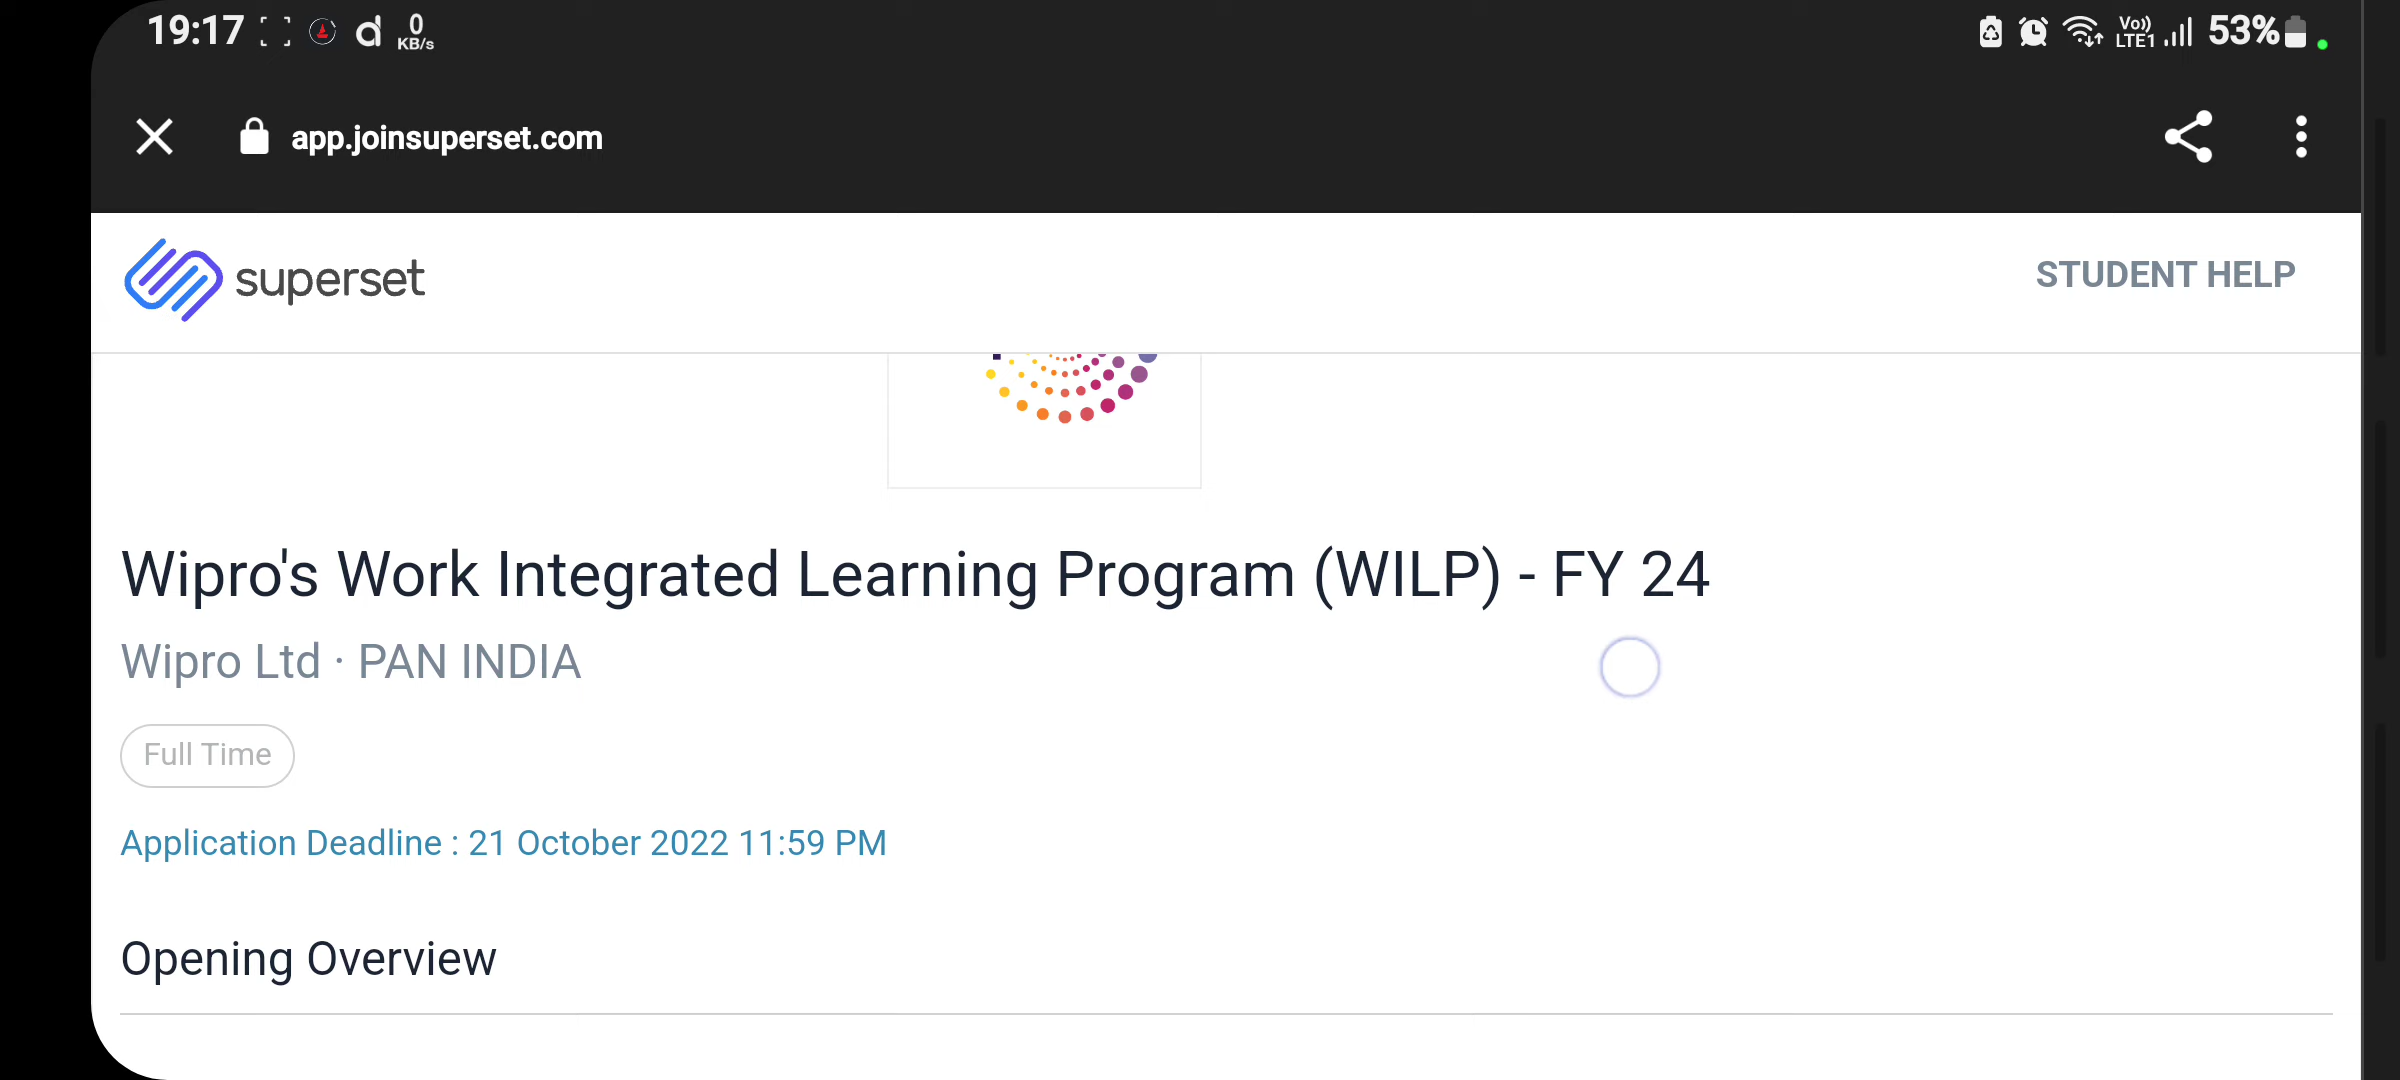 19:17 0 KB/s Vo)) LTE1 53%
app.joinsuperset.com
superset STUDENT HELP
Wipro's Work Integrated Learning Program (WILP) - FY 24
Wipro Ltd · PAN INDIA
Full Time
Application Deadline : 21 October 2022 11:59 PM
Opening Overview